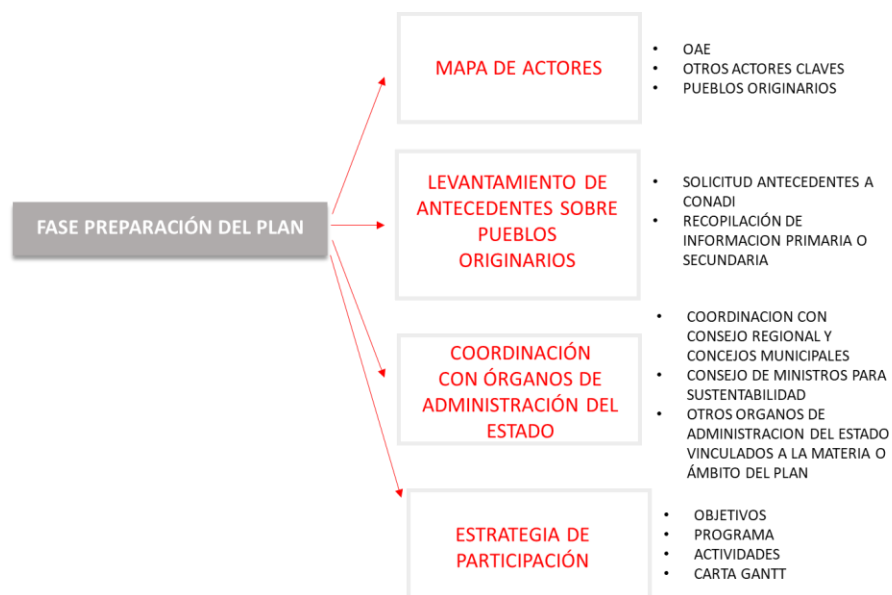 FASE PREPARACIÓN DEL PLAN
MAPA DE ACTORES
• OAE
• OTROS ACTORES CLAVES
• PUEBLOS ORIGINARIOS
LEVANTAMIENTO DE
ANTECEDENTES SOBRE
PUEBLOS
ORIGINARIOS
• SOLICITUD ANTECEDENTES A
CONADI
• RECOPILACIÓN DE
INFORMACION PRIMARIA O
SECUNDARIA
COORDINACIÓN
CON ÓRGANOS DE
ADMINISTRACIÓN DEL
ESTADO
• COORDINACION CON
CONSEJO REGIONAL Y
CONCEJOS MUNICIPALES
• CONSEJO DE MINISTROS PARA
SUSTENTABILIDAD
• OTROS ORGANOS DE
ADMINISTRACION DEL ESTADO
VINCULADOS A LA MATERIA O
ÁMBITO DEL PLAN
ESTRATEGIA DE
PARTICIPACIÓN
• OBJETIVOS
• PROGRAMA
• ACTIVIDADES
• CARTA GANTT